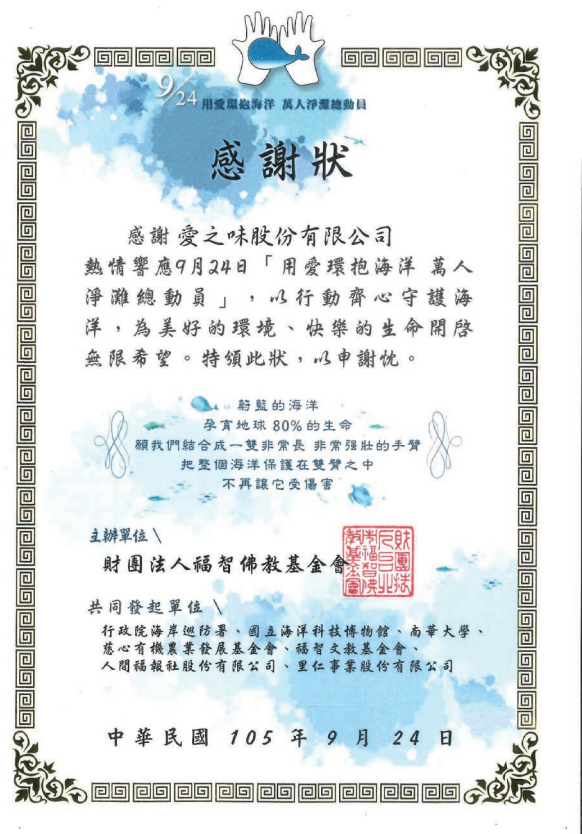 9/24 用愛環抱海洋 萬人淨灘總動員
感謝狀
感謝 愛之味股份有限公司
熱情響應9月24日「用愛環抱海洋 萬人
淨灘總動員」，以行動齊心守護海
洋，為美好的環境、快樂的生命開啓
無限希望。特頒此狀，以申謝忱。
蔚藍的海洋
孕育地球 80% 的生命
願我們結合成一雙非常長 非常強壯的手臂
把整個海洋保護在雙臂之中
不再讓它受傷害
主辦單位 \
財團法人福智佛教基金會
共同發起單位 \
行政院海岸巡防署、國立海洋科技博物館、南華大學、
慈心有機農業發展基金會、福智文教基金會、
人間福報社股份有限公司、里仁事業股份有限公司
中華民國 105 年 9 月 24 日